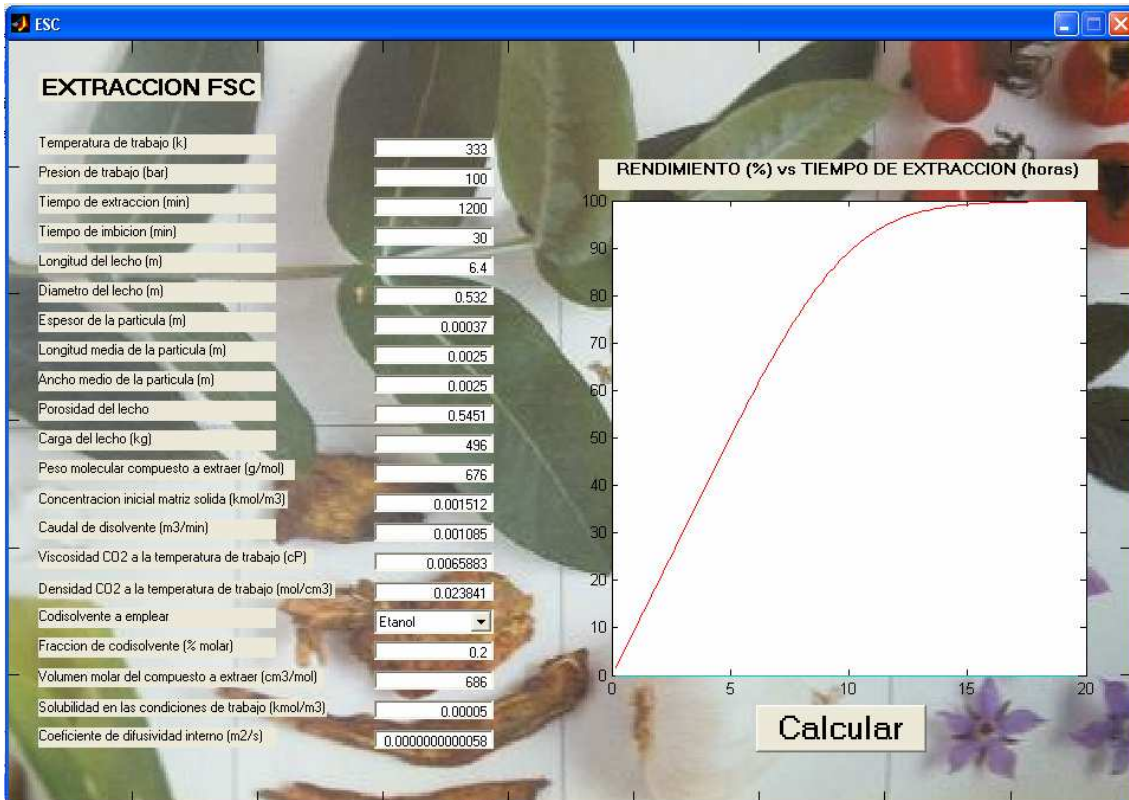 ESC
EXTRACCION FSC
Temperatura de trabajo (k) 333
Presion de trabajo (bar) 100
Tiempo de extraccion (min) 1200
Tiempo de imbicion (min) 30
Longitud del lecho (m) 6.4
Diametro del lecho (m) 0.532
Espesor de la particula (m) 0.00037
Longitud media de la particula (m) 0.0025
Ancho medio de la particula (m) 0.0025
Porosidad del lecho 0.5451
Carga del lecho (kg) 496
Peso molecular compuesto a extraer (g/mol) 676
Concentracion inicial matriz solida (kmol/m3) 0.001512
Caudal de disolvente (m3/min) 0.001085
Viscosidad CO2 a la temperatura de trabajo (cP) 0.0065883
Densidad CO2 a la temperatura de trabajo (mol/cm3) 0.023841
Codisolvente a emplear Etanol
Fraccion de codisolvente (% molar) 0.2
Volumen molar del compuesto a extraer (cm3/mol) 686
Solubilidad en las condiciones de trabajo (kmol/m3) 0.00005
Coeficiente de difusividad interno (m2/s) 0.0000000000058
RENDIMIENTO (%) vs TIEMPO DE EXTRACCION (horas)
100
90
80
70
60
50
40
30
20
10
0
0 5 10 15 20
Calcular